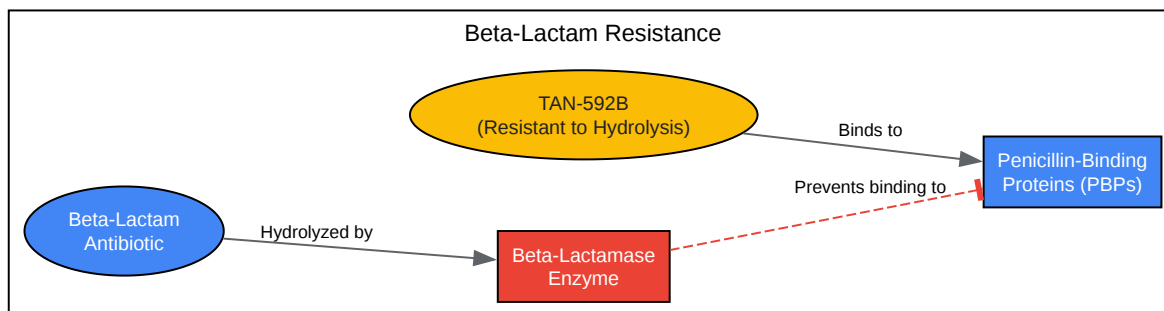 Beta-Lactam Resistance
TAN-592B
(Resistant to Hydrolysis)
Binds to
Penicillin-Binding
Proteins (PBPs)
Prevents binding to
Beta-Lactam
Antibiotic
Hydrolyzed by
Beta-Lactamase
Enzyme